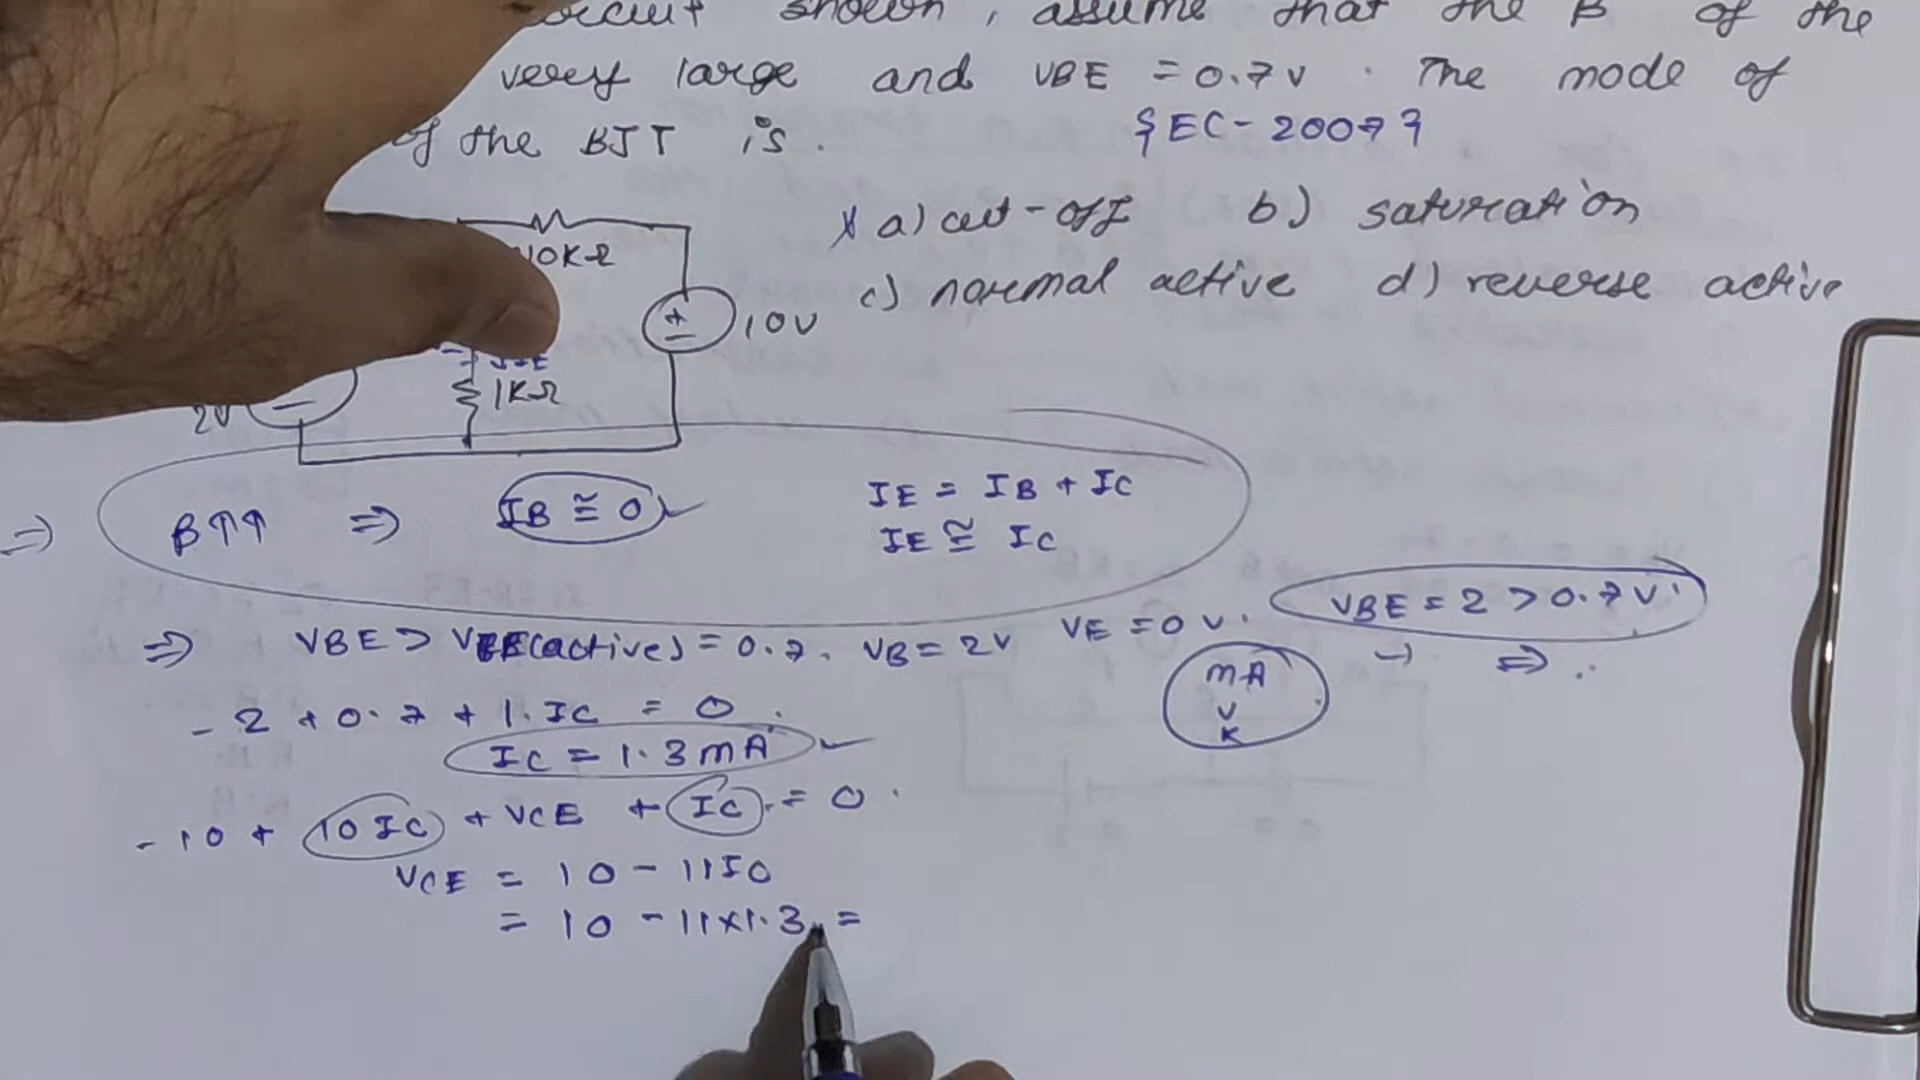 shown, assume that the β of the
very large and VBE = 0.7V. The mode of
of the BJT is. {EC-2007}
a) cut-off b) saturation
c) normal active d) reverse active
10KΩ
10V
+
-
1KΩ
2V
β↑↑ ⇒ IB ≅ 0 IE = IB + IC
IE ≅ IC
VBE = 2 > 0.7V
⇒ VBE > VBE(active) = 0.7. VB = 2V VE = 0V.
mA
V
K
- 2 + 0.7 + 1.IC = 0.
IC = 1.3mA
- 10 + 10IC + VCE + IC = 0.
VCE = 10 - 11IC
= 10 - 11×1.3 =